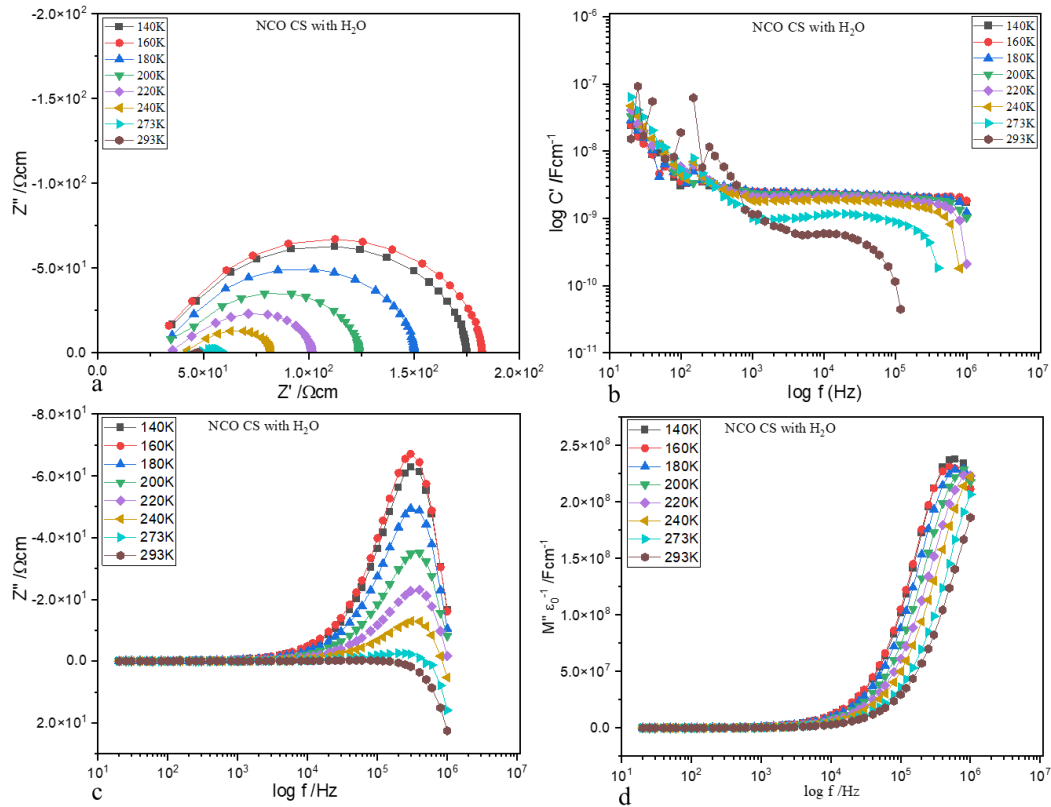 NCO CS with H₂O
140K
160K
180K
200K
220K
240K
273K
293K
-2.0×10²
-1.5×10²
-1.0×10²
-5.0×10¹
0.0
Z'' /Ωcm
0.0
5.0×10¹
1.0×10²
1.5×10²
2.0×10²
Z' /Ωcm
a
NCO CS with H₂O
140K
160K
180K
200K
220K
240K
273K
293K
10⁻⁶
10⁻⁷
10⁻⁸
10⁻⁹
10⁻¹⁰
10⁻¹¹
log C' /Fcm⁻¹
10¹
10²
10³
10⁴
10⁵
10⁶
10⁷
log f (Hz)
b
NCO CS with H₂O
140K
160K
180K
200K
220K
240K
273K
293K
-8.0×10¹
-6.0×10¹
-4.0×10¹
-2.0×10¹
0.0
2.0×10¹
Z'' /Ωcm
10¹
10²
10³
10⁴
10⁵
10⁶
10⁷
log f /Hz
c
NCO CS with H₂O
140K
160K
180K
200K
220K
240K
273K
293K
2.5×10⁸
2.0×10⁸
1.5×10⁸
1.0×10⁸
5.0×10⁷
0.0
M'' ε₀⁻¹ /Fcm⁻¹
10¹
10²
10³
10⁴
10⁵
10⁶
10⁷
log f /Hz
d